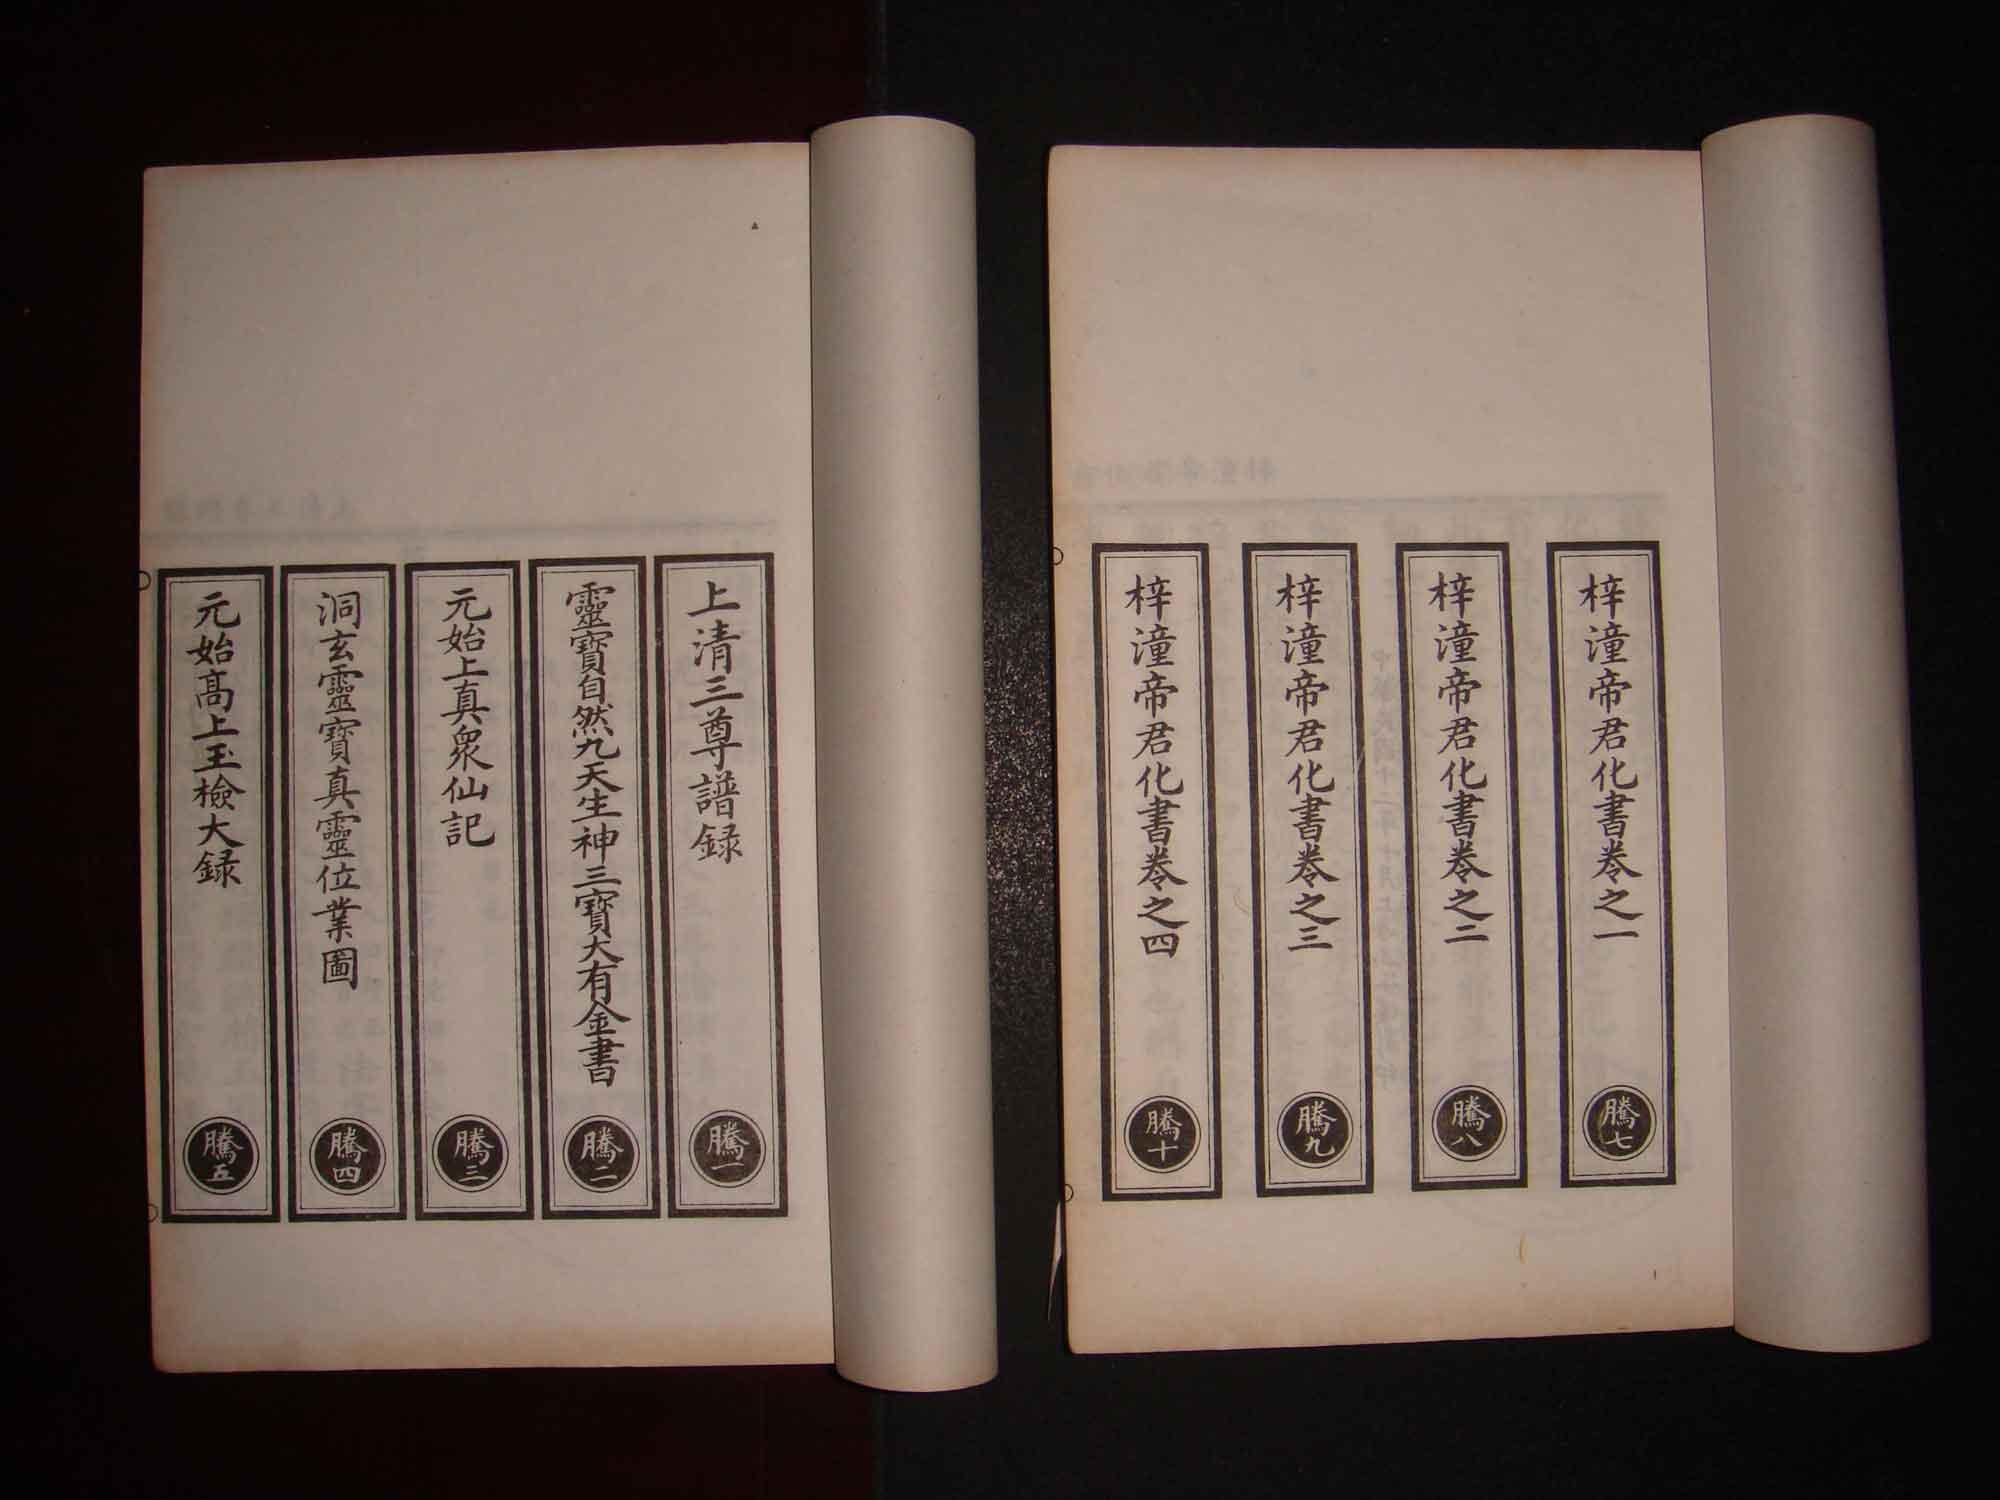 梓潼帝君化書卷之一
騰七
梓潼帝君化書卷之二
騰八
梓潼帝君化書卷之三
騰九
梓潼帝君化書卷之四
騰十
上清三尊譜録
騰一
靈寶自然九天生神三寶大有金書
騰二
元始上真衆仙記
騰三
洞玄靈寶真靈位業圖
騰四
元始高上玉檢大録
騰五